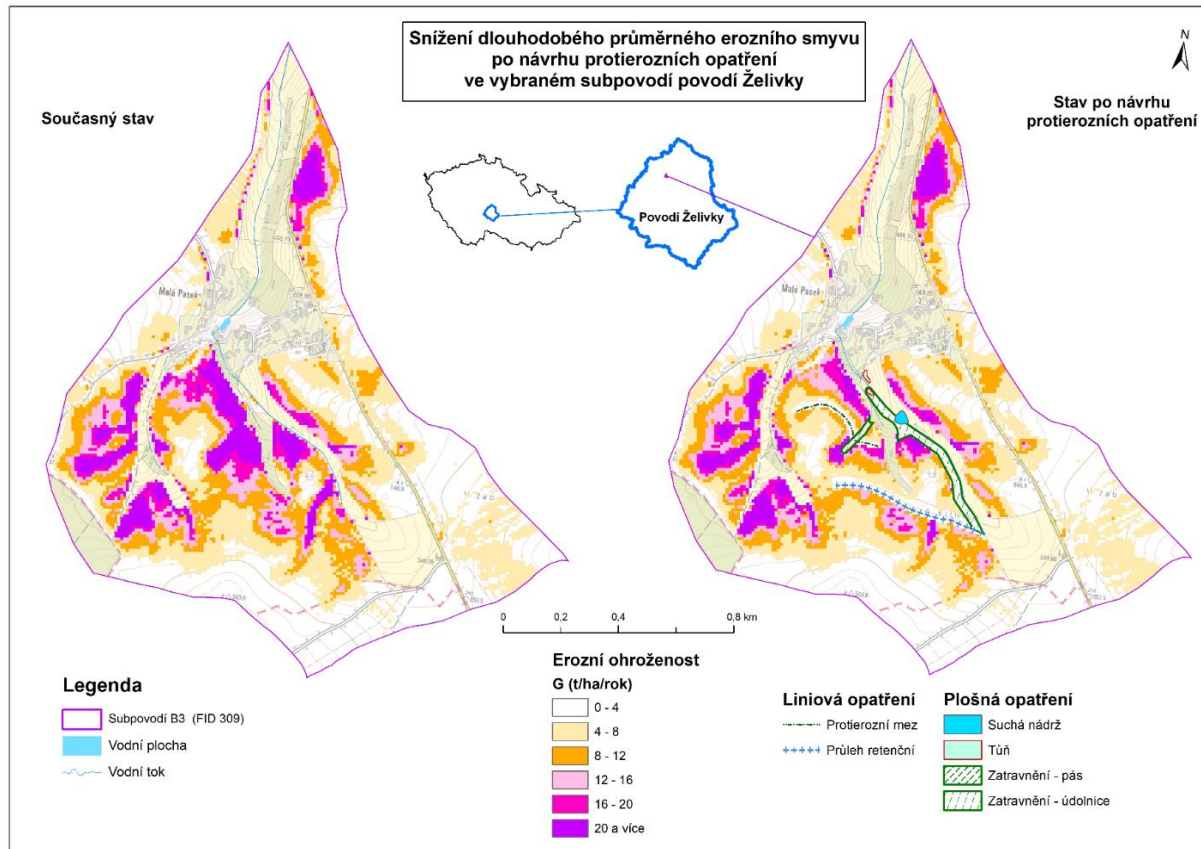 Snížení dlouhodobého průměrného erozního smyvu
po návrhu protierozních opatření
ve vybraném subpovodí povodí Želivky
N
Současný stav
Stav po návrhu
protierozních opatření
Povodí Želivky
Malá Pasek
0 0,2 0,4 0,8 km
Legenda
Subpovodí B3 (FID 309)
Vodní plocha
Vodní tok
Erozní ohroženost
G (t/ha/rok)
0 - 4
4 - 8
8 - 12
12 - 16
16 - 20
20 a více
Liniová opatření
Protierozní mez
Průleh retenční
Plošná opatření
Suchá nádrž
Tůň
Zatravnění - pás
Zatravnění - údolnice